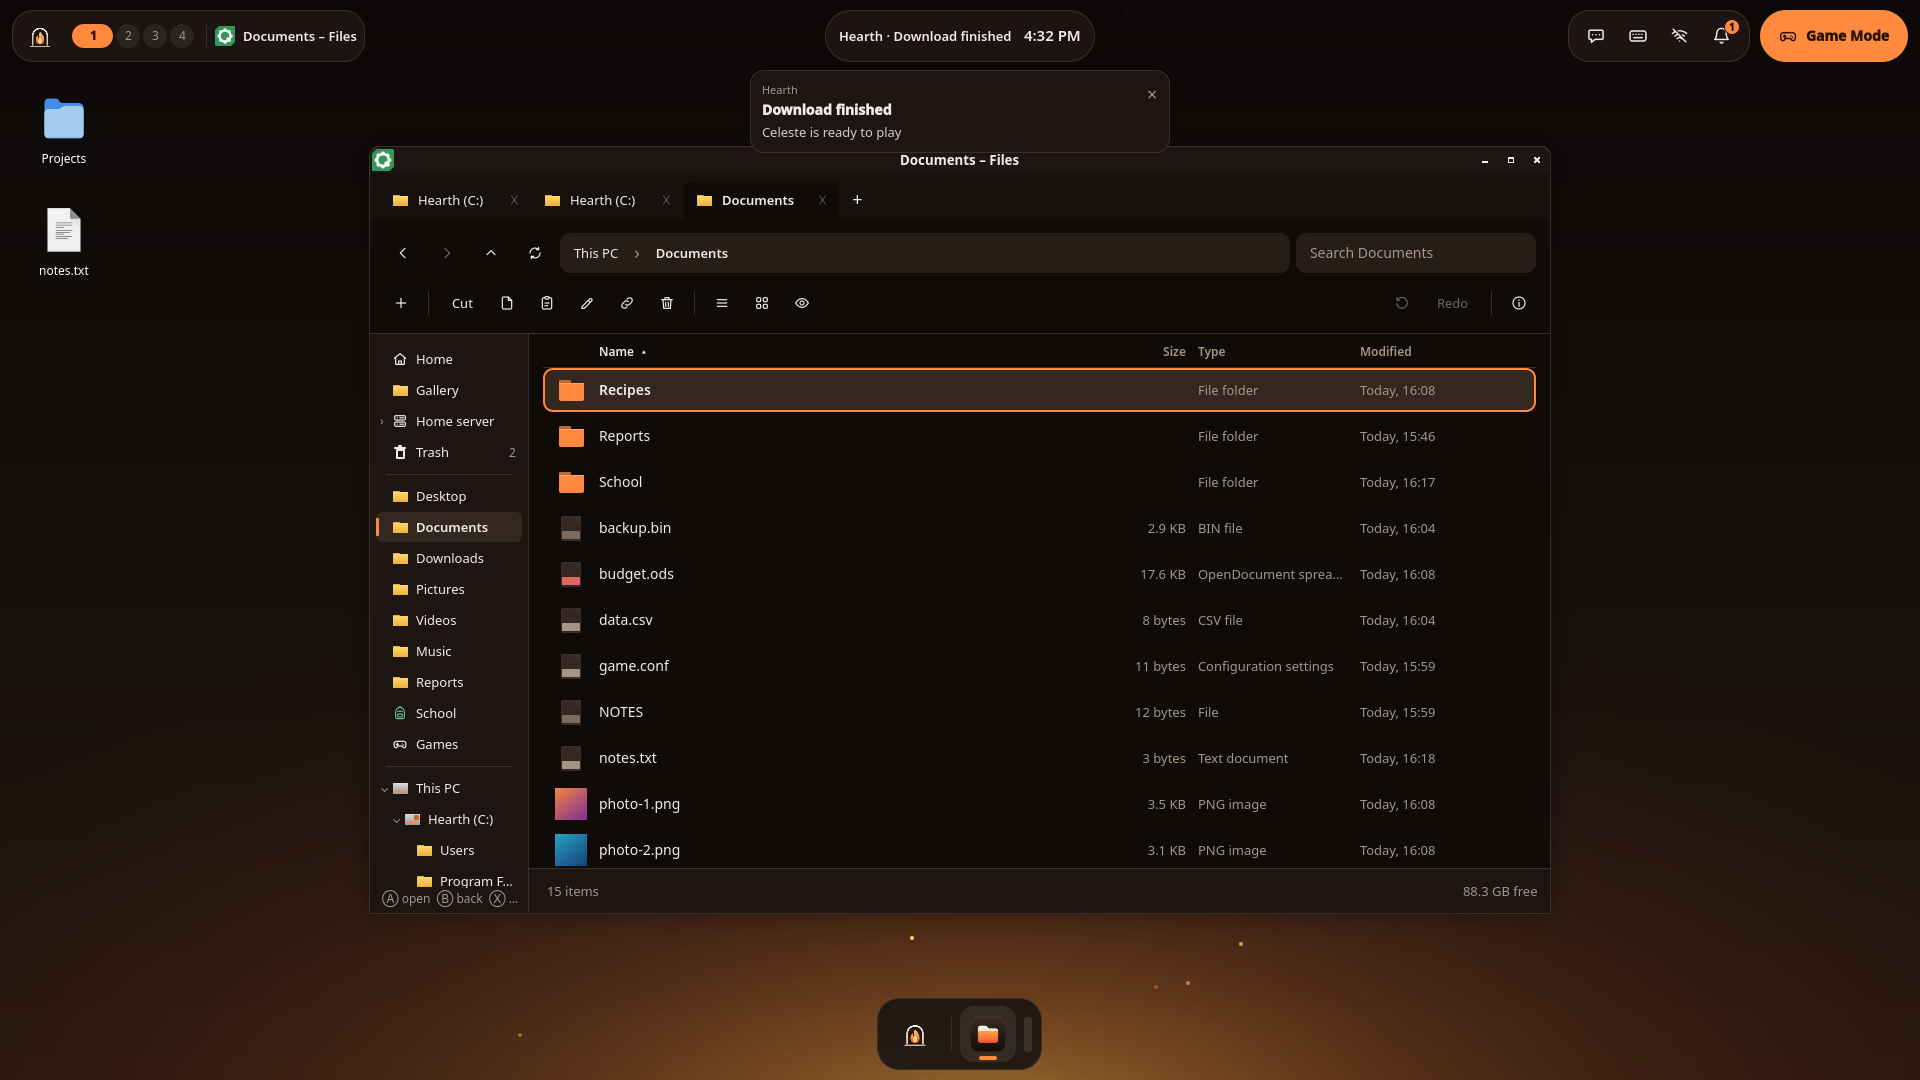 1 2 3 4 Documents – Files
Hearth · Download finished 4:32 PM
1
Game Mode
Projects
notes.txt
Hearth
Download finished
Celeste is ready to play
Documents – Files
Hearth (C:) X Hearth (C:) X Documents X +
This PC › Documents
Search Documents
Cut
Redo
Home
Gallery
Home server
Trash 2
Desktop
Documents
Downloads
Pictures
Videos
Music
Reports
School
Games
This PC
Hearth (C:)
Users
Program F...
A open B back X ...
Name Size Type Modified
Recipes File folder Today, 16:08
Reports File folder Today, 15:46
School File folder Today, 16:17
backup.bin 2.9 KB BIN file Today, 16:04
budget.ods 17.6 KB OpenDocument sprea... Today, 16:08
data.csv 8 bytes CSV file Today, 16:04
game.conf 11 bytes Configuration settings Today, 15:59
NOTES 12 bytes File Today, 15:59
notes.txt 3 bytes Text document Today, 16:18
photo-1.png 3.5 KB PNG image Today, 16:08
photo-2.png 3.1 KB PNG image Today, 16:08
15 items 88.3 GB free